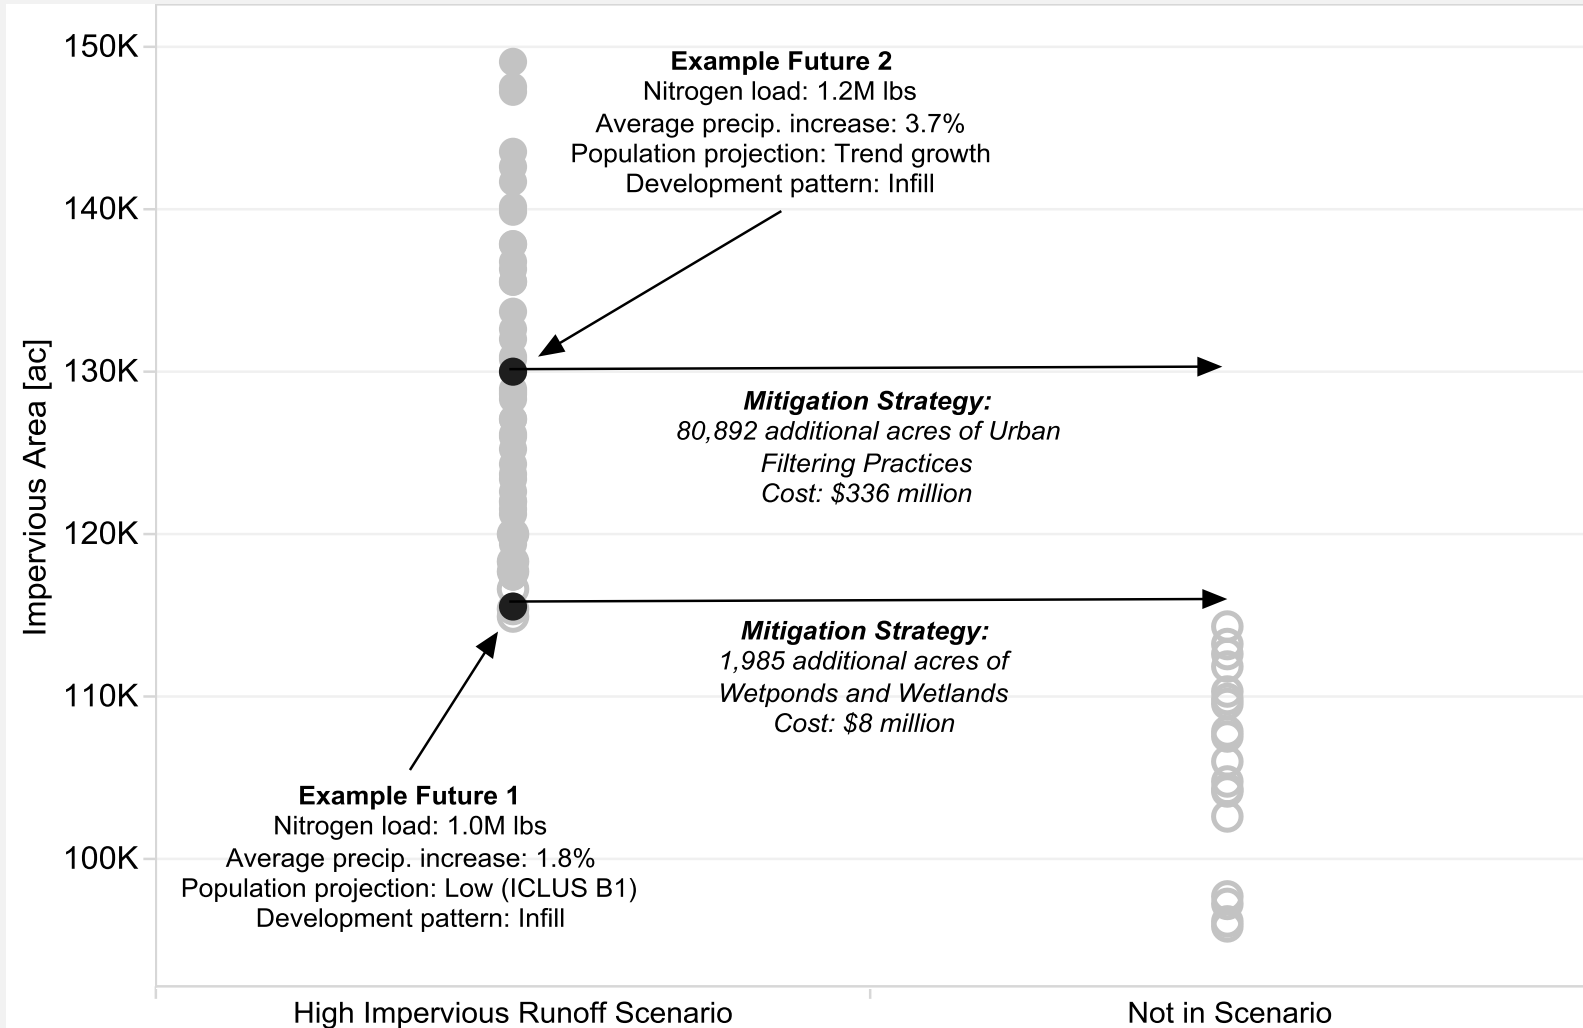 150K
140K
130K
120K
110K
100K
Impervious Area [ac]
Example Future 2
Nitrogen load: 1.2M lbs
Average precip. increase: 3.7%
Population projection: Trend growth
Development pattern: Infill
Mitigation Strategy:
80,892 additional acres of Urban
Filtering Practices
Cost: $336 million
Mitigation Strategy:
1,985 additional acres of
Wetponds and Wetlands
Cost: $8 million
Example Future 1
Nitrogen load: 1.0M lbs
Average precip. increase: 1.8%
Population projection: Low (ICLUS B1)
Development pattern: Infill
High Impervious Runoff Scenario
Not in Scenario